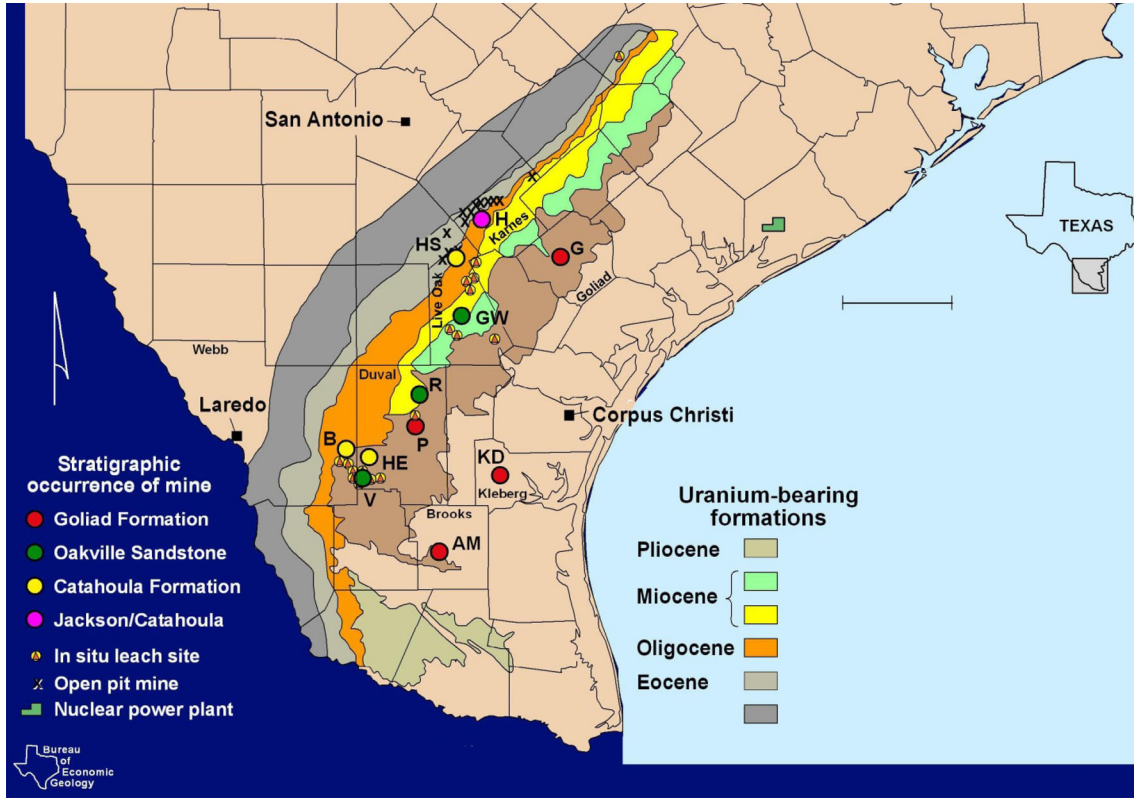 San Antonio
H
Karnes
HS
G
TEXAS
Live Oak
Goliad
GW
Webb
Duval
R
Laredo
Corpus Christi
P
B
HE
KD
V
Kleberg
Brooks
AM
Stratigraphic
occurrence of mine
Goliad Formation
Oakville Sandstone
Catahoula Formation
Jackson/Catahoula
In situ leach site
x Open pit mine
Nuclear power plant
Uranium-bearing
formations
Pliocene
Miocene
Oligocene
Eocene
Bureau
of
Economic
Geology